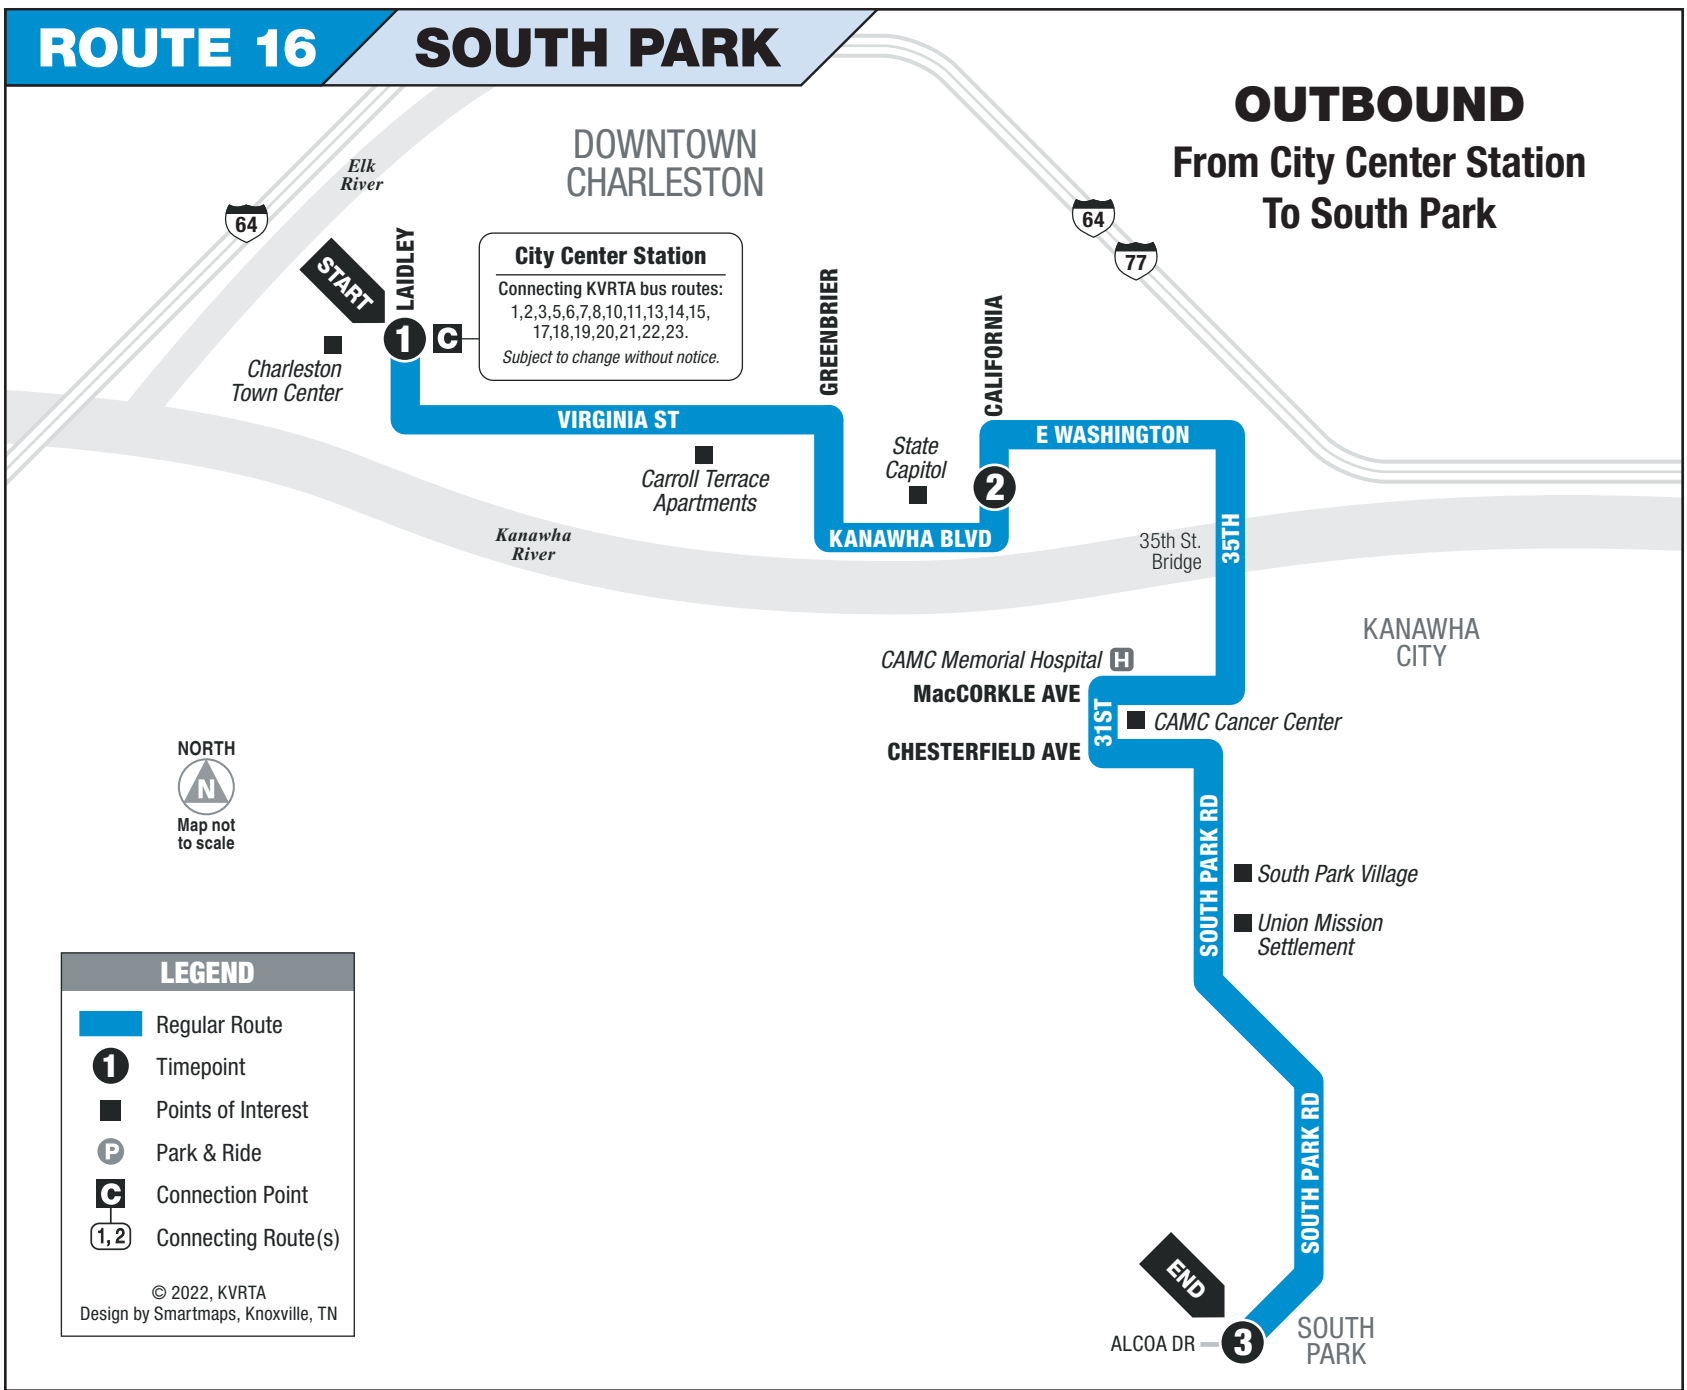 ROUTE 16
SOUTH PARK
OUTBOUND
From City Center Station
To South Park
DOWNTOWN
CHARLESTON
Elk
River
64
64
77
START
LAIDLEY
1
C
City Center Station
Connecting KVRTA bus routes:
1,2,3,5,6,7,8,10,11,13,14,15,
17,18,19,20,21,22,23.
Subject to change without notice.
GREENBRIER
CALIFORNIA
Charleston
Town Center
VIRGINIA ST
E WASHINGTON
State
Capitol
2
Carroll Terrace
Apartments
KANAWHA BLVD
Kanawha
River
35th St.
Bridge
35TH
KANAWHA
CITY
CAMC Memorial Hospital H
MacCORKLE AVE
31ST
CAMC Cancer Center
CHESTERFIELD AVE
NORTH
N
Map not
to scale
SOUTH PARK RD
South Park Village
Union Mission
Settlement
SOUTH PARK RD
LEGEND
Regular Route
1 Timepoint
Points of Interest
P Park & Ride
C Connection Point
1, 2 Connecting Route(s)
© 2022, KVRTA
Design by Smartmaps, Knoxville, TN
END
ALCOA DR
3
SOUTH
PARK